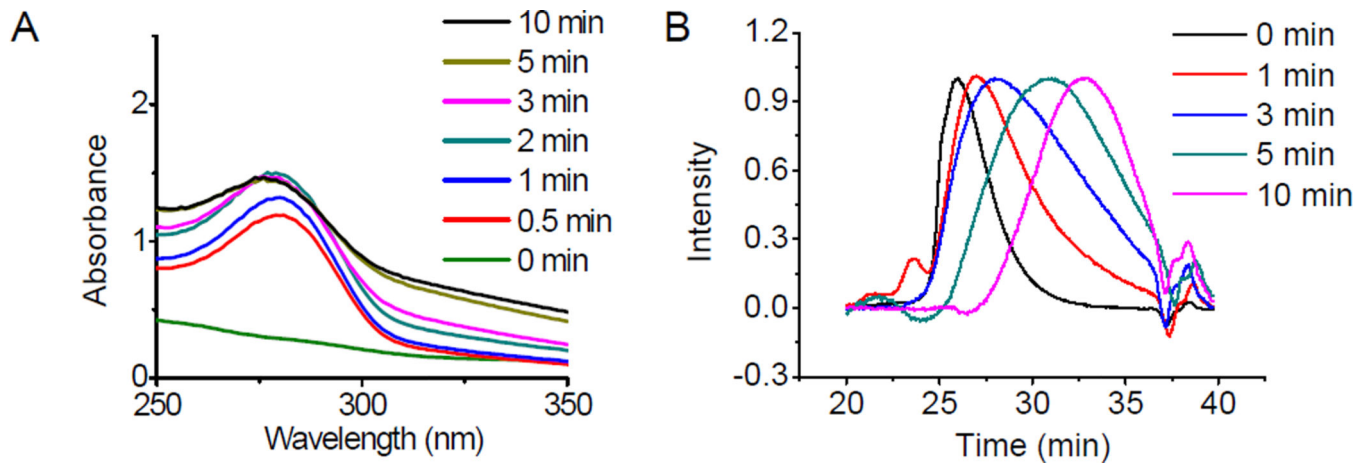 A
10 min
5 min
3 min
2 min
1 min
0.5 min
0 min
2
1
0
Absorbance
250
300
350
Wavelength (nm)
B
0 min
1 min
3 min
5 min
10 min
1.2
0.9
0.6
0.3
0.0
-0.3
Intensity
20
25
30
35
40
Time (min)